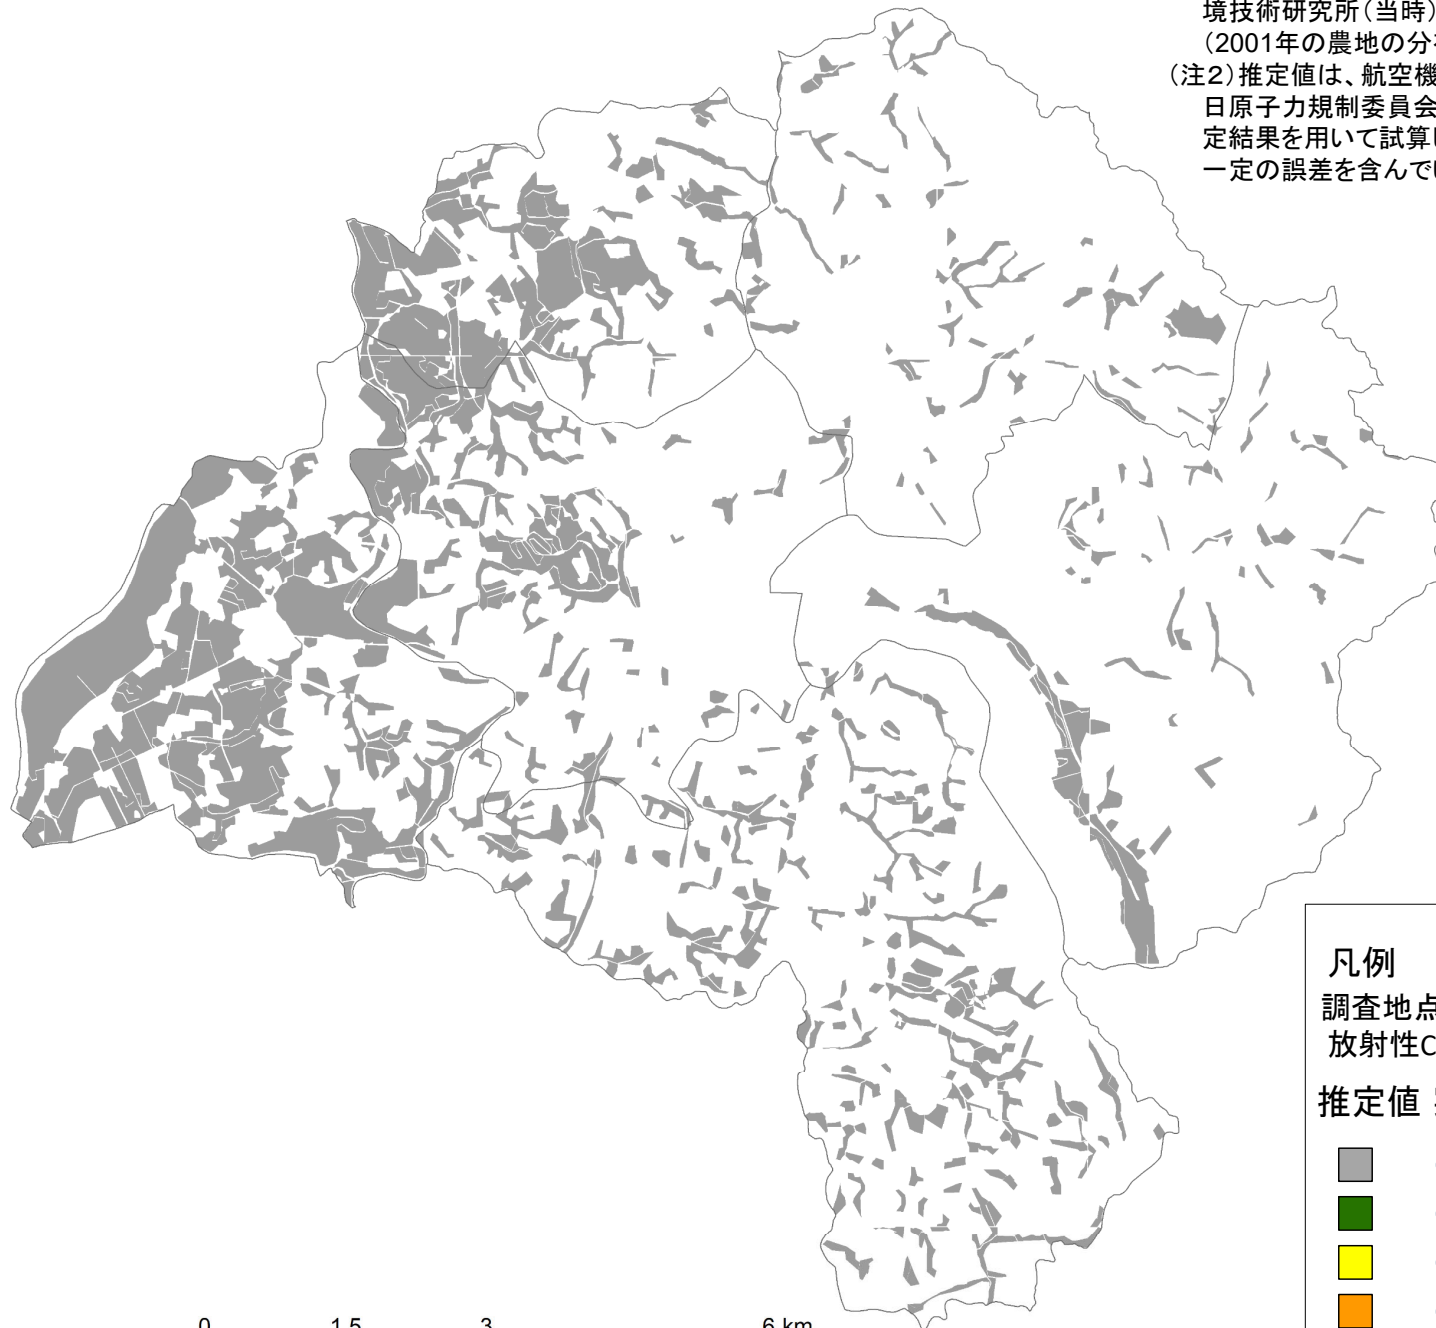 境技術研究所(当時)
(2001年の農地の分
(注2)推定値は、航空機
日原子力規制委員会
定結果を用いて試算
一定の誤差を含んで
凡例
調査地点
放射性C
推定値
0 1.5 3 6 km